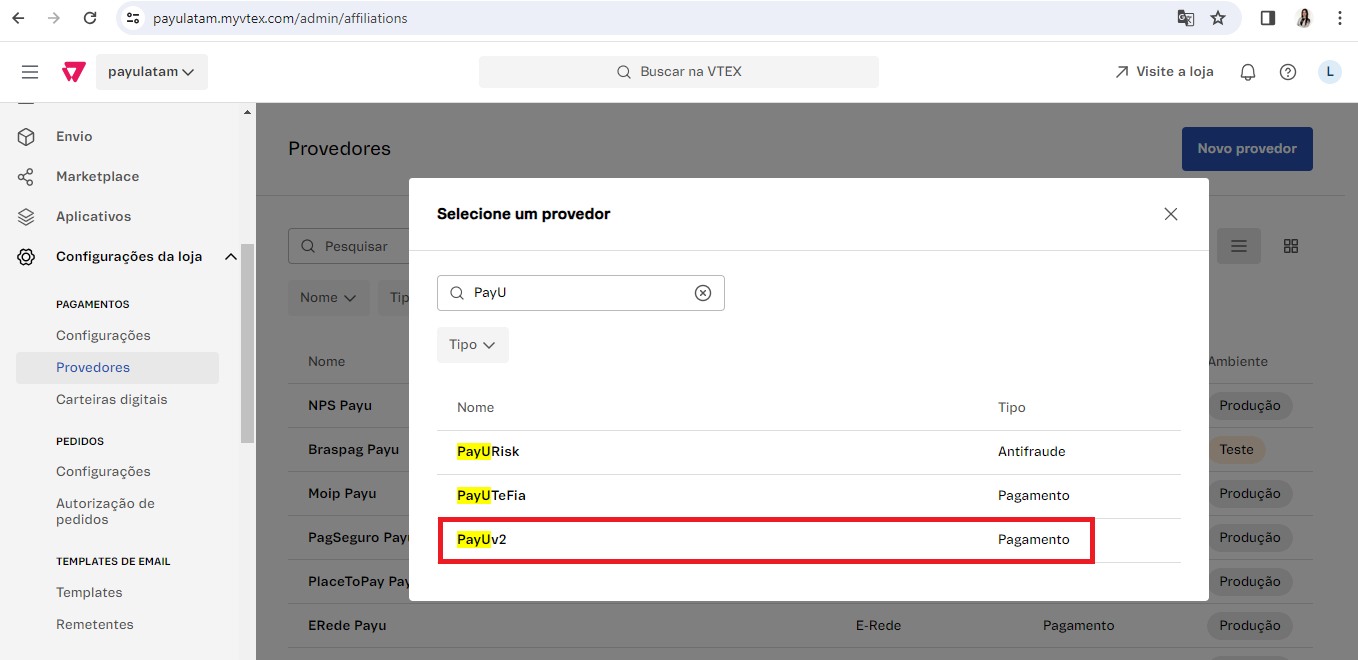 payulatam.myvtex.com/admin/affiliations
payulatam
Buscar na VTEX
Visite a loja
L
Envio
Marketplace
Aplicativos
Configurações da loja
PAGAMENTOS
Configurações
Provedores
Carteiras digitais
PEDIDOS
Configurações
Autorização de
pedidos
TEMPLATES DE EMAIL
Templates
Remetentes
Provedores
Novo provedor
Pesquisar
Nome
Tip
Nome
Ambiente
NPS Payu
Produção
Braspag Payu
Teste
Moip Payu
Produção
PagSeguro Payu
Produção
PlaceToPay Pay
Produção
ERede Payu
E-Rede
Pagamento
Produção
Selecione um provedor
PayU
Tipo
Nome
Tipo
PayURisk
Antifraude
PayUTeFia
Pagamento
PayUv2
Pagamento